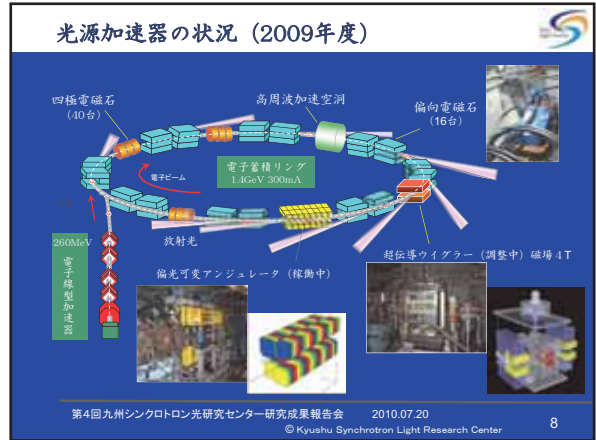 光源加速器の状況（2009年度）
四極電磁石
（40台）
高周波加速空洞
偏向電磁石
（16台）
電子ビーム
電子蓄積リング
1.4GeV 300mA
260MeV
電子線型加速器
放射光
超伝導ウイグラー（調整中）磁場４T
偏光可変アンジュレータ（稼働中）
第4回九州シンクロトロン光研究センター研究成果報告会 2010.07.20
© Kyushu Synchrotron Light Research Center
8